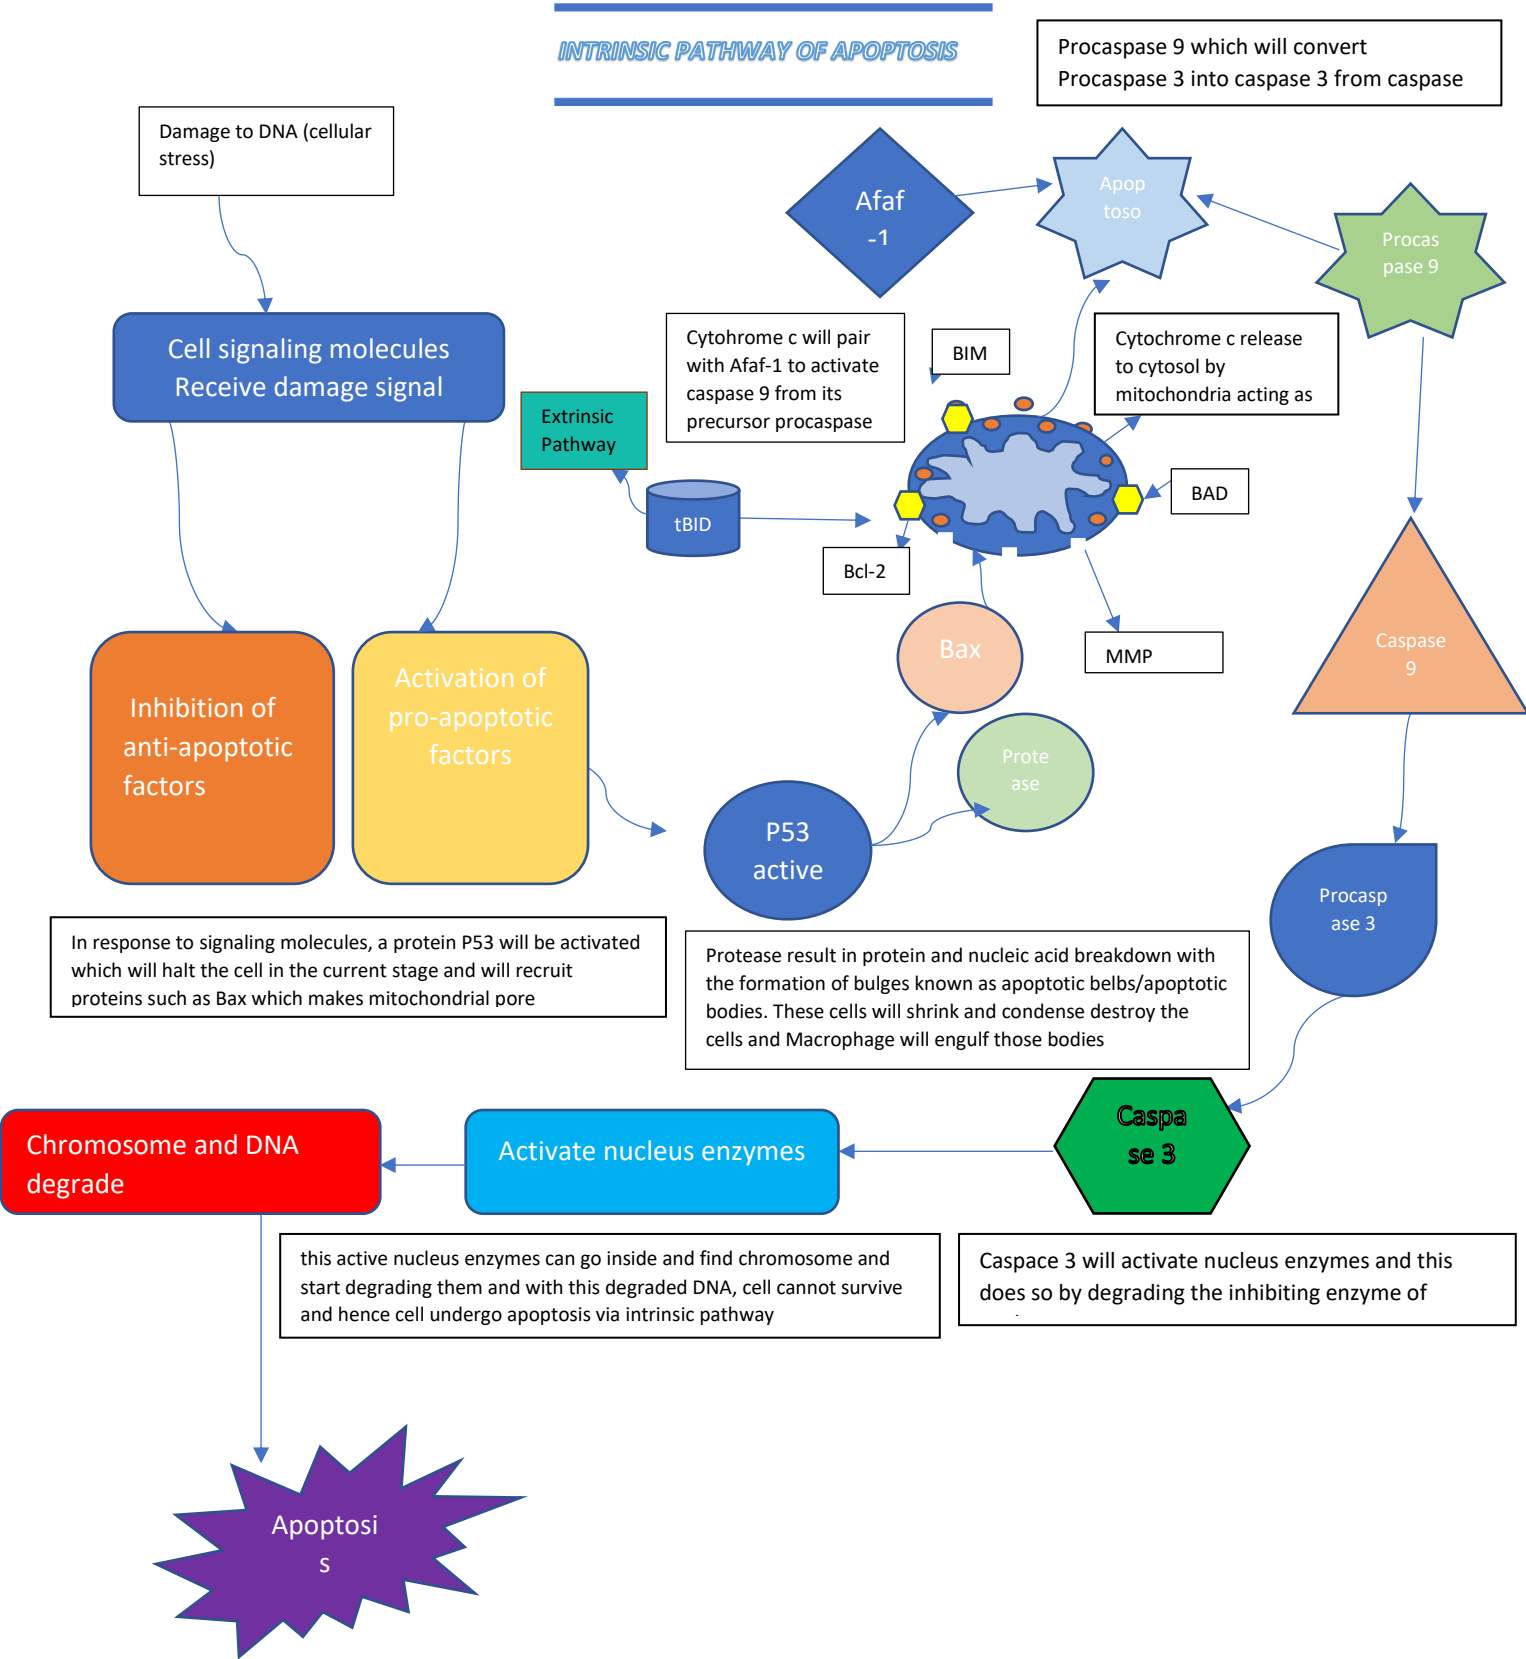 INTRINSIC PATHWAY OF APOPTOSIS
Procaspase 9 which will convert
Procaspase 3 into caspase 3 from caspase
Damage to DNA (cellular
stress)
Afaf
-1
Apop
toso
Procas
pase 9
Cell signaling molecules
Receive damage signal
Cytohrome c will pair
with Afaf-1 to activate
caspase 9 from its
precursor procaspase
BIM
Cytochrome c release
to cytosol by
mitochondria acting as
Extrinsic
Pathway
tBID
BAD
Bcl-2
MMP
Bax
Caspase
9
Inhibition of
anti-apoptotic
factors
Activation of
pro-apoptotic
factors
Prote
ase
P53
active
Procasp
ase 3
In response to signaling molecules, a protein P53 will be activated
which will halt the cell in the current stage and will recruit
proteins such as Bax which makes mitochondrial pore
Protease result in protein and nucleic acid breakdown with
the formation of bulges known as apoptotic belbs/apoptotic
bodies. These cells will shrink and condense destroy the
cells and Macrophage will engulf those bodies
Caspa
se 3
Activate nucleus enzymes
Chromosome and DNA
degrade
this active nucleus enzymes can go inside and find chromosome and
start degrading them and with this degraded DNA, cell cannot survive
and hence cell undergo apoptosis via intrinsic pathway
Caspace 3 will activate nucleus enzymes and this
does so by degrading the inhibiting enzyme of
Apoptosi
s